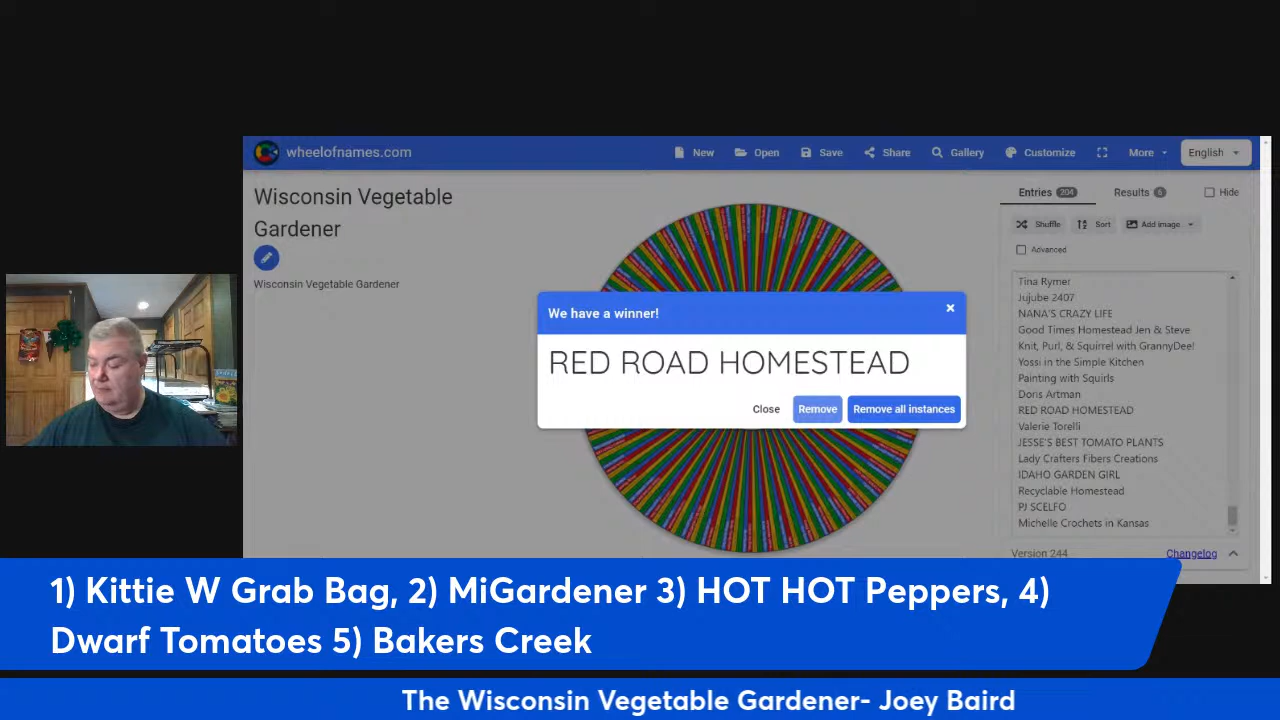 wheelofnames.com
New
Open
Save
Share
Gallery
Customize
More
English
Wisconsin Vegetable
Gardener
Wisconsin Vegetable Gardener
Entries 204
Results 6
Hide
Shuffle
Sort
Add image
Advanced
Tina Rymer
Jujube 2407
NANA'S CRAZY LIFE
Good Times Homestead Jen & Steve
Knit, Purl, & Squirrel with GrannyDee!
Yossi in the Simple Kitchen
Painting with Squirls
Doris Artman
RED ROAD HOMESTEAD
Valerie Torelli
JESSE'S BEST TOMATO PLANTS
Lady Crafters Fibers Creations
IDAHO GARDEN GIRL
Recyclable Homestead
PJ SCELFO
Michelle Crochets in Kansas
Version 244
Changelog
We have a winner!
×
RED ROAD HOMESTEAD
Close
Remove
Remove all instances
1) Kittie W Grab Bag, 2) MiGardener 3) HOT HOT Peppers, 4)
Dwarf Tomatoes 5) Bakers Creek
The Wisconsin Vegetable Gardener- Joey Baird